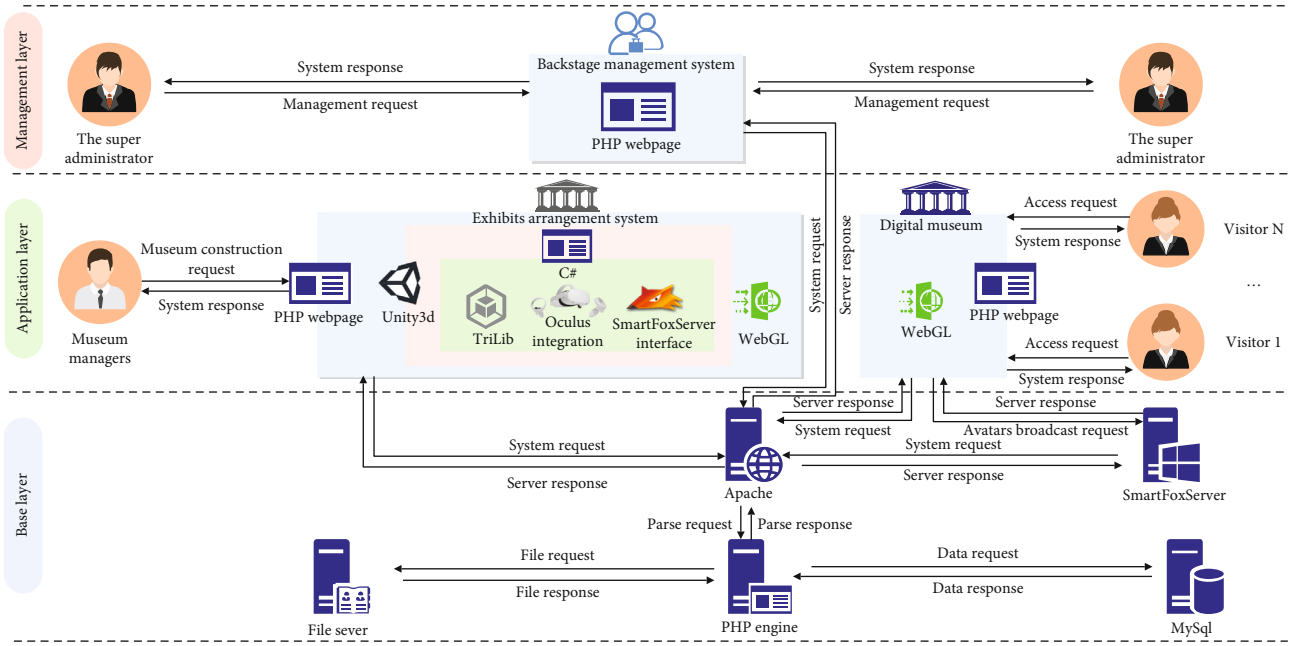 Management layer
Backstage management system
System response
Management request
System response
Management request
PHP webpage
The super
administrator
The super
administrator
Application layer
Exhibits arrangement system
Digital museum
Access request
System response
Visitor N
Museum construction
request
System response
PHP webpage
Museum
managers
Unity3d
C#
TriLib
Oculus
integration
SmartFoxServer
interface
WebGL
System request
Server response
WebGL
PHP webpage
...
Access request
System response
Visitor 1
Base layer
Server response
System request
Server response
Avatars broadcast request
System request
Server response
System request
Server response
Apache
SmartFoxServer
Parse request
Parse response
File request
File response
Data request
Data response
File sever
PHP engine
MySql